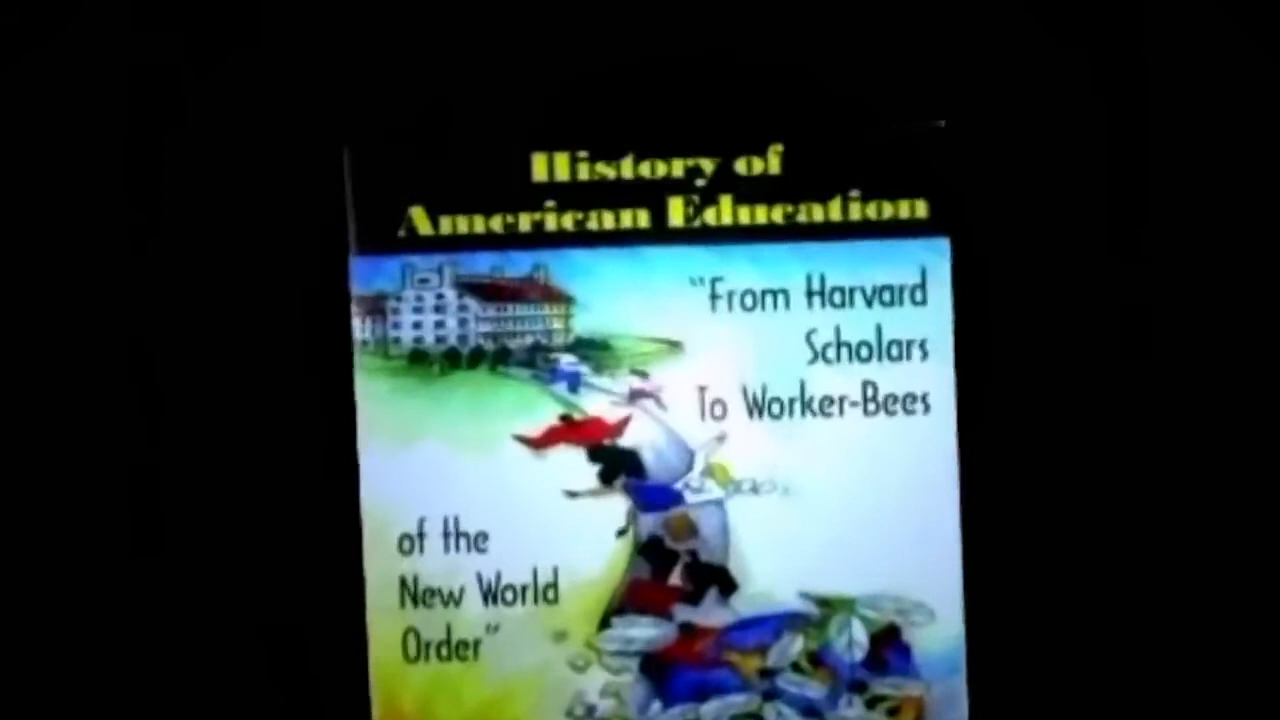 History of
American Education
"From Harvard
Scholars
To Worker-Bees
of the
New World
Order"